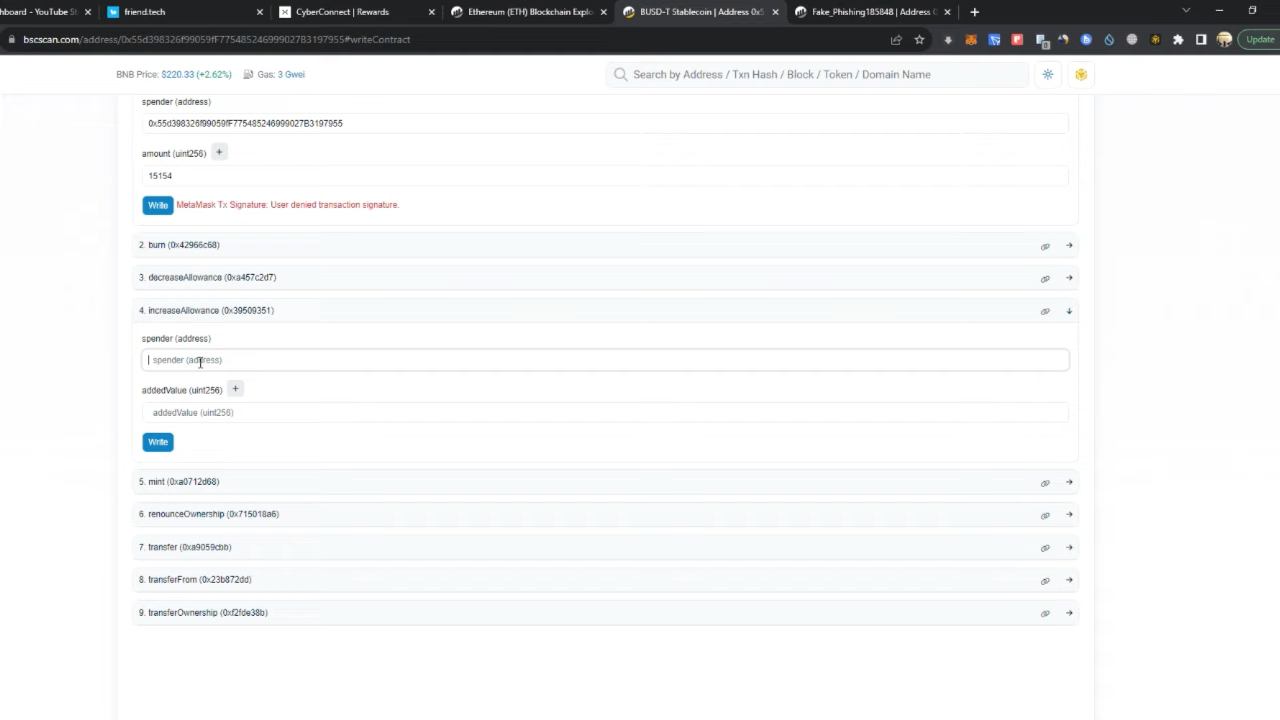 hboard - YouTube St
friend.tech
CyberConnect | Rewards
Ethereum (ETH) Blockchain Explo
BUSD-T Stablecoin | Address 0x5
Fake_Phishing185848 | Address
bscscan.com/address/0x55d398326f99059fF775485246999027B3197955#writeContract
Update
BNB Price: $220.33 (+2.62%)
Gas: 3 Gwei
Search by Address / Txn Hash / Block / Token / Domain Name
spender (address)
0x55d398326f99059fF775485246999027B3197955
amount (uint256) +
15154
Write MetaMask Tx Signature: User denied transaction signature.
2. burn (0x42966c68)
3. decreaseAllowance (0xa457c2d7)
4. increaseAllowance (0x39509351)
spender (address)
spender (address)
addedValue (uint256) +
addedValue (uint256)
Write
5. mint (0xa0712d68)
6. renounceOwnership (0x715018a6)
7. transfer (0xa9059cbb)
8. transferFrom (0x23b872dd)
9. transferOwnership (0xf2fde38b)